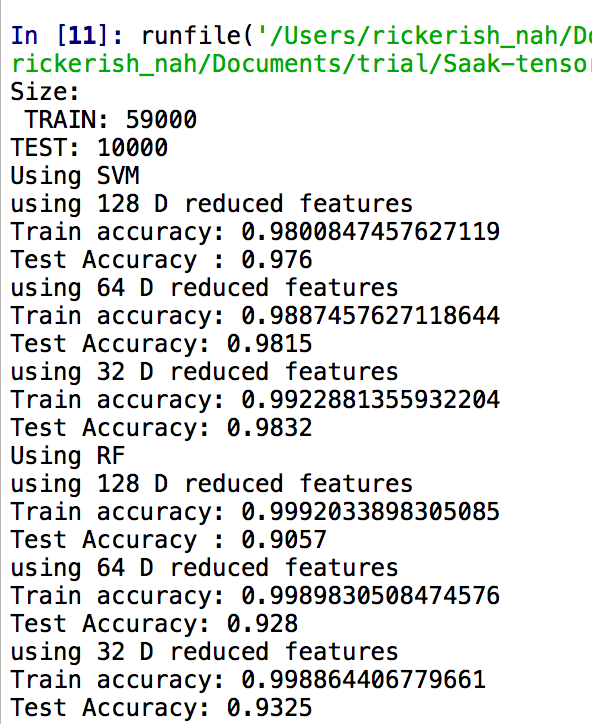 In [11]: runfile('/Users/rickerish_nah/Do
rickerish_nah/Documents/trial/Saak-tensor
Size:
TRAIN: 59000
TEST: 10000
Using SVM
using 128 D reduced features
Train accuracy: 0.9800847457627119
Test Accuracy : 0.976
using 64 D reduced features
Train accuracy: 0.9887457627118644
Test Accuracy: 0.9815
using 32 D reduced features
Train accuracy: 0.9922881355932204
Test Accuracy: 0.9832
Using RF
using 128 D reduced features
Train accuracy: 0.9992033898305085
Test Accuracy : 0.9057
using 64 D reduced features
Train accuracy: 0.9989830508474576
Test Accuracy: 0.928
using 32 D reduced features
Train accuracy: 0.998864406779661
Test Accuracy: 0.9325